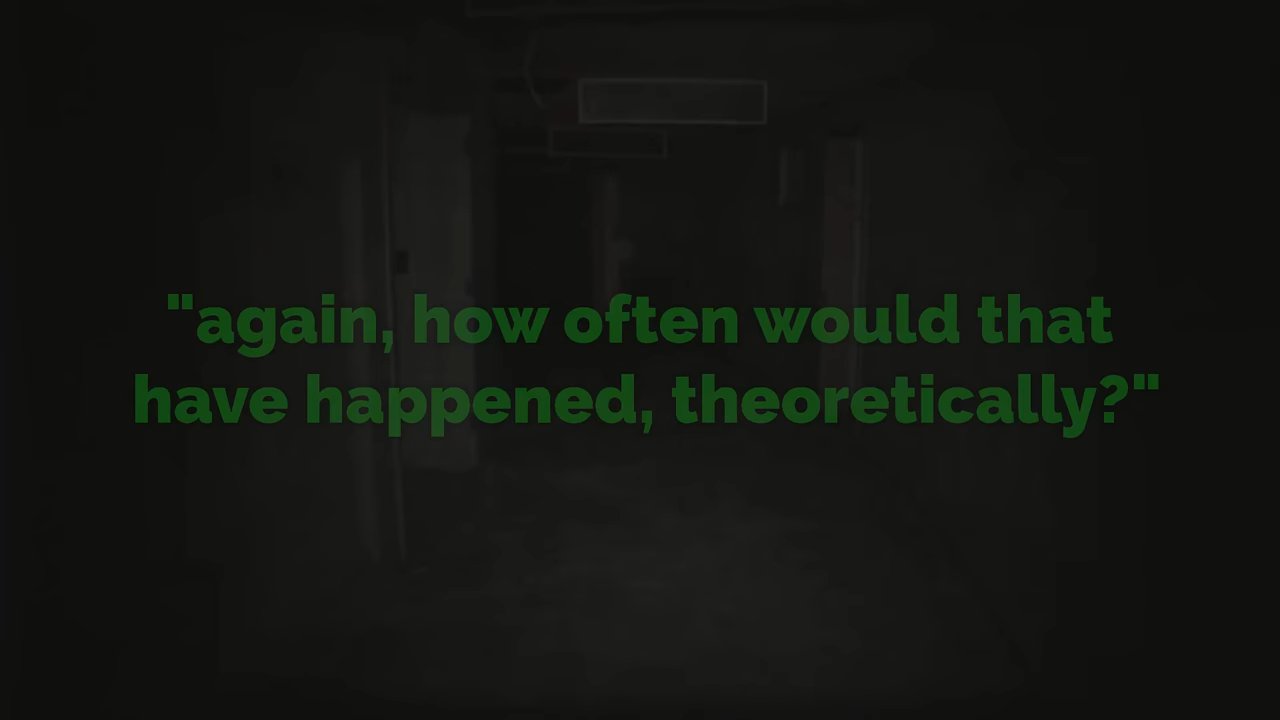 "again, how often would that
have happened, theoretically?"